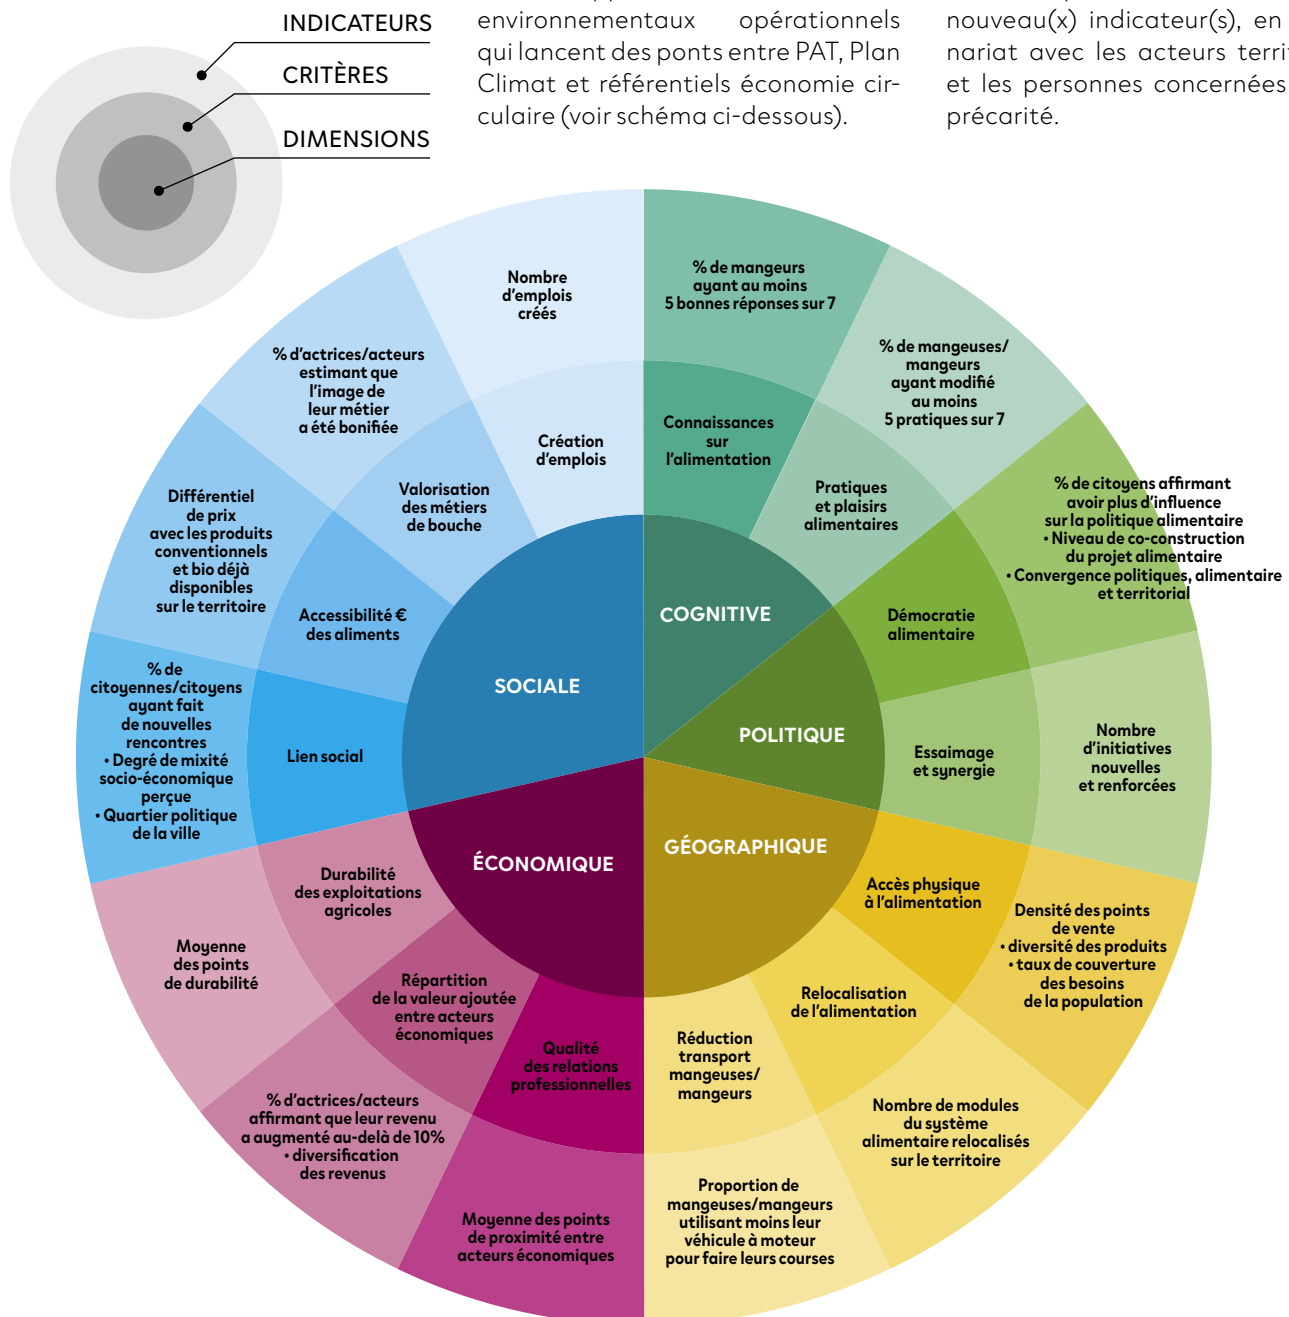 INDICATEURS
CRITÈRES
DIMENSIONS
environnementaux opérationnels
qui lancent des ponts entre PAT, Plan
Climat et référentiels économie cir-
culaire (voir schéma ci-dessous).
nouveau(x) indicateur(s), en
nariat avec les acteurs
et les personnes concernées
précarité.
Nombre
d'emplois
créés
% de mangeurs
ayant au moins
5 bonnes réponses sur 7
% de mangeuses/
mangeurs
ayant modifié
au moins
5 pratiques sur 7
% de citoyens affirmant
avoir plus d'influence
sur la politique alimentaire
• Niveau de co-construction
du projet alimentaire
• Convergence politiques, alimentaire
et territorial
Nombre
d'initiatives
nouvelles
et renforcées
Densité des points
de vente
• diversité des produits
• taux de couverture
des besoins
de la population
Nombre de modules
du système
alimentaire relocalisés
sur le territoire
Proportion de
mangeuses/mangeurs
utilisant moins leur
véhicule à moteur
pour faire leurs courses
Moyenne des points
de proximité entre
acteurs économiques
% d'actrices/acteurs
affirmant que leur revenu
a augmenté au-delà de 10%
• diversification
des revenus
Moyenne
des points
de durabilité
% de
citoyennes/citoyens
ayant fait
de nouvelles
rencontres
• Degré de mixité
socio-économique
perçue
• Quartier politique
de la ville
Différentiel
de prix
avec les produits
conventionnels
et bio déjà
disponibles
sur le territoire
% d'actrices/acteurs
estimant que
l'image de
leur métier
a été bonifiée
Création
d'emplois
Connaissances
sur
l'alimentation
Pratiques
et plaisirs
alimentaires
Démocratie
alimentaire
Essaimage
et synergie
Accès physique
à l'alimentation
Relocalisation
de l'alimentation
Réduction
transport
mangeuses/
mangeurs
Qualité
des relations
professionnelles
Répartition
de la valeur ajoutée
entre acteurs
économiques
Durabilité
des exploitations
agricoles
Lien social
Accessibilité €
des aliments
Valorisation
des métiers
de bouche
COGNITIVE
POLITIQUE
GÉOGRAPHIQUE
ÉCONOMIQUE
SOCIALE